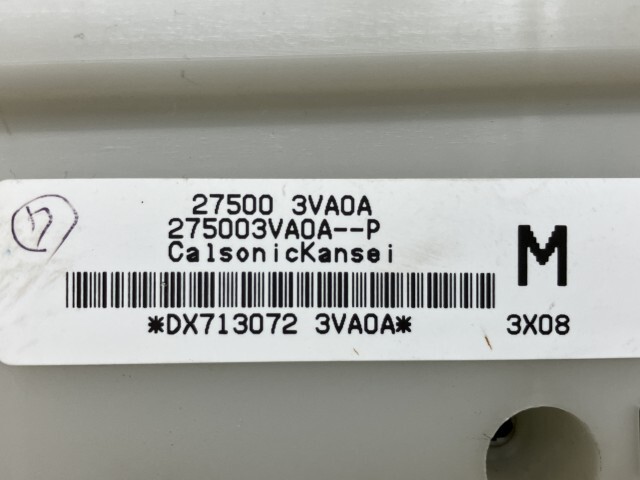 27500 3VA0A
275003VA0A--P
CalsonicKansei
M
*DX713072 3VA0A*
3X08